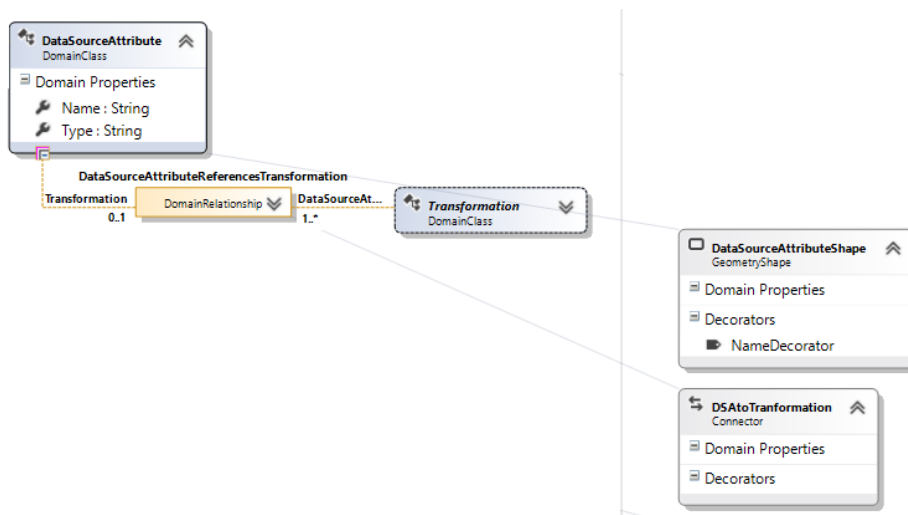 DataSourceAttribute
DomainClass
Domain Properties
Name : String
Type : String
DataSourceAttributeReferencesTransformation
Transformation
0..1
DomainRelationship
DataSourceAt...
1..*
Transformation
DomainClass
DataSourceAttributeShape
GeometryShape
Domain Properties
Decorators
NameDecorator
DSAtoTranformation
Connector
Domain Properties
Decorators